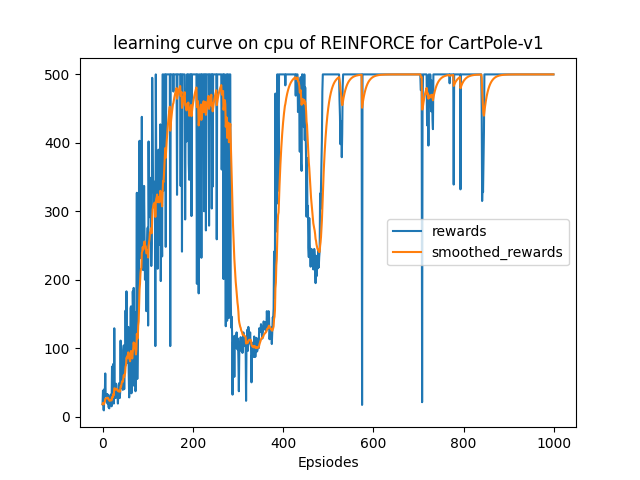 learning curve on cpu of REINFORCE for CartPole-v1
500
400
300
200
100
0
rewards
smoothed_rewards
0 200 400 600 800 1000
Epsiodes